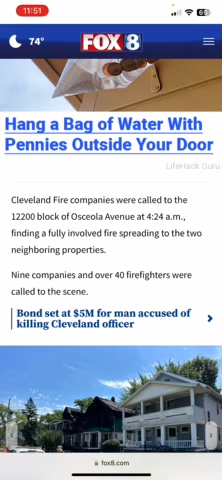 11:51
69
74°
FOX 8
Hang a Bag of Water With
Pennies Outside Your Door
LifeHack Guru
Cleveland Fire companies were called to the
12200 block of Osceola Avenue at 4:24 a.m.,
finding a fully involved fire spreading to the two
neighboring properties.
Nine companies and over 40 firefighters were
called to the scene.
Bond set at $5M for man accused of
killing Cleveland officer
fox8.com